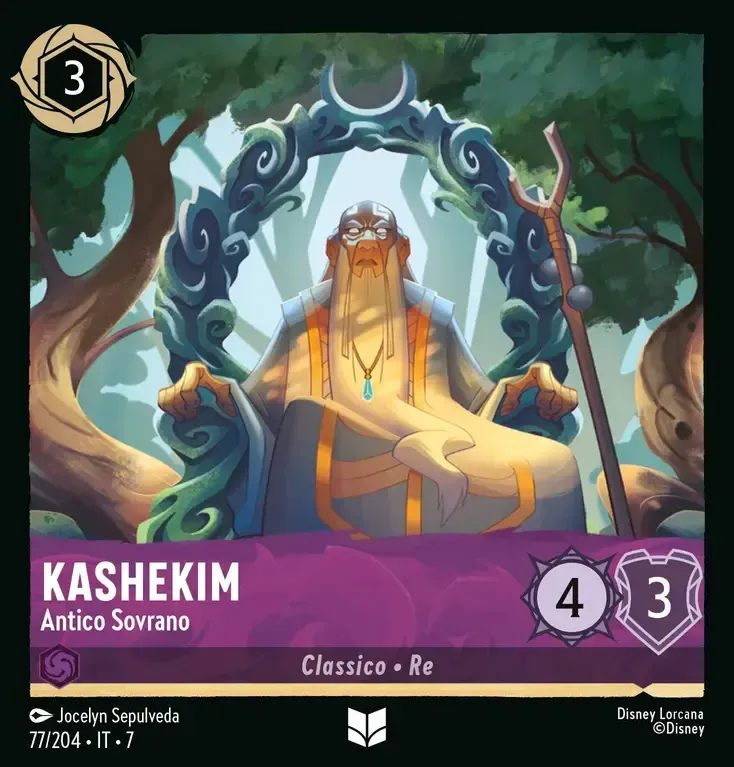 3
KASHEKIM
Antico Sovrano
4 3
Classico • Re
Jocelyn Sepulveda
77/204 • IT • 7
Disney Lorcana
©Disney